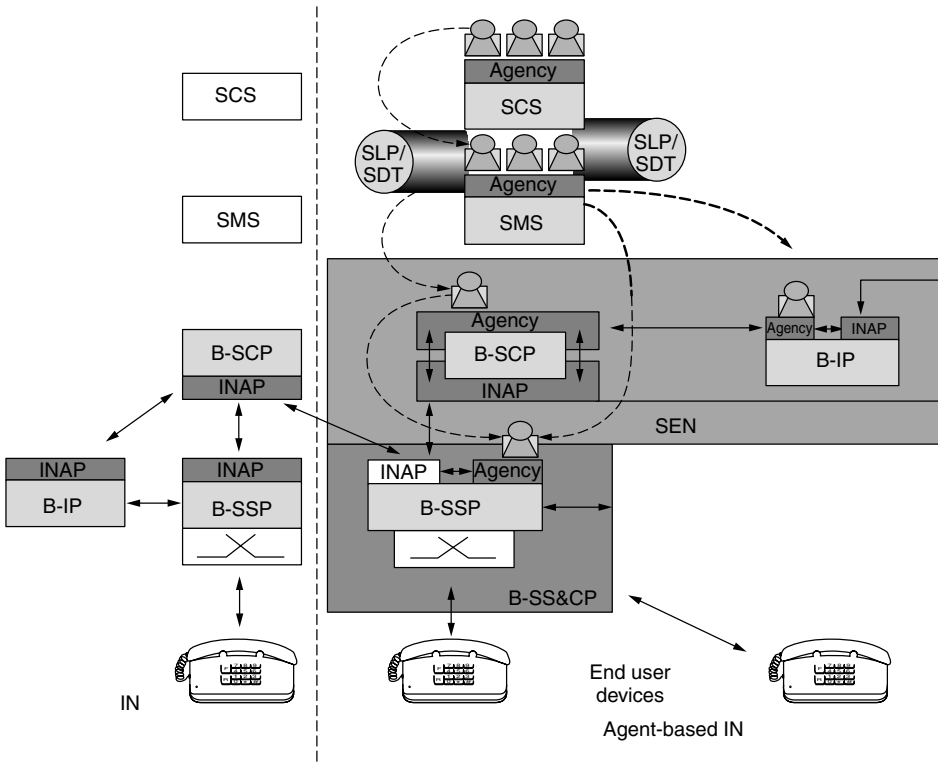 SCS
SMS
B-SCP
INAP
INAP
B-IP
INAP
B-SSP
IN
Agency
SCS
SLP/
SDT
SLP/
SDT
Agency
SMS
Agency
B-SCP
INAP
Agency
INAP
B-IP
SEN
INAP
Agency
B-SSP
B-SS&CP
End user
devices
Agent-based IN